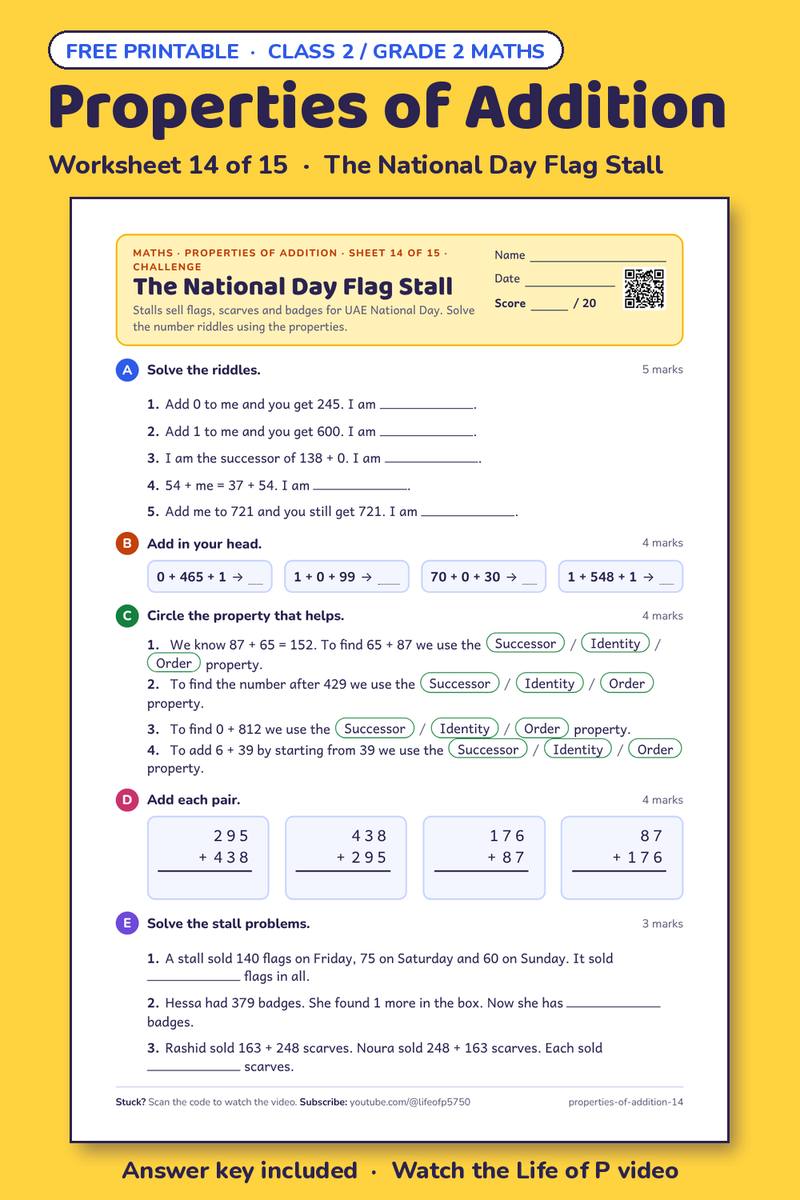 FREE PRINTABLE · CLASS 2 / GRADE 2 MATHS
Properties of Addition
Worksheet 14 of 15 · The National Day Flag Stall
MATHS · PROPERTIES OF ADDITION · SHEET 14 OF 15 ·
CHALLENGE
The National Day Flag Stall
Stalls sell flags, scarves and badges for UAE National Day. Solve
the number riddles using the properties.
Name ____________
Date ____________
Score ______ / 20
A Solve the riddles. 5 marks
1. Add 0 to me and you get 245. I am ____________.
2. Add 1 to me and you get 600. I am ____________.
3. I am the successor of 138 + 0. I am ____________.
4. 54 + me = 37 + 54. I am ____________.
5. Add me to 721 and you still get 721. I am ____________.
B Add in your head. 4 marks
0 + 465 + 1 → __ 1 + 0 + 99 → ___ 70 + 0 + 30 → __ 1 + 548 + 1 → __
C Circle the property that helps. 4 marks
1. We know 87 + 65 = 152. To find 65 + 87 we use the Successor / Identity /
Order property.
2. To find the number after 429 we use the Successor / Identity / Order
property.
3. To find 0 + 812 we use the Successor / Identity / Order property.
4. To add 6 + 39 by starting from 39 we use the Successor / Identity / Order
property.
D Add each pair. 4 marks
295 438 176 87
+ 438 + 295 + 87 + 176
E Solve the stall problems. 3 marks
1. A stall sold 140 flags on Friday, 75 on Saturday and 60 on Sunday. It sold
____________ flags in all.
2. Hessa had 379 badges. She found 1 more in the box. Now she has ____________
badges.
3. Rashid sold 163 + 248 scarves. Noura sold 248 + 163 scarves. Each sold
____________ scarves.
Stuck? Scan the code to watch the video. Subscribe: youtube.com/@lifeofp5750 properties-of-addition-14
Answer key included · Watch the Life of P video